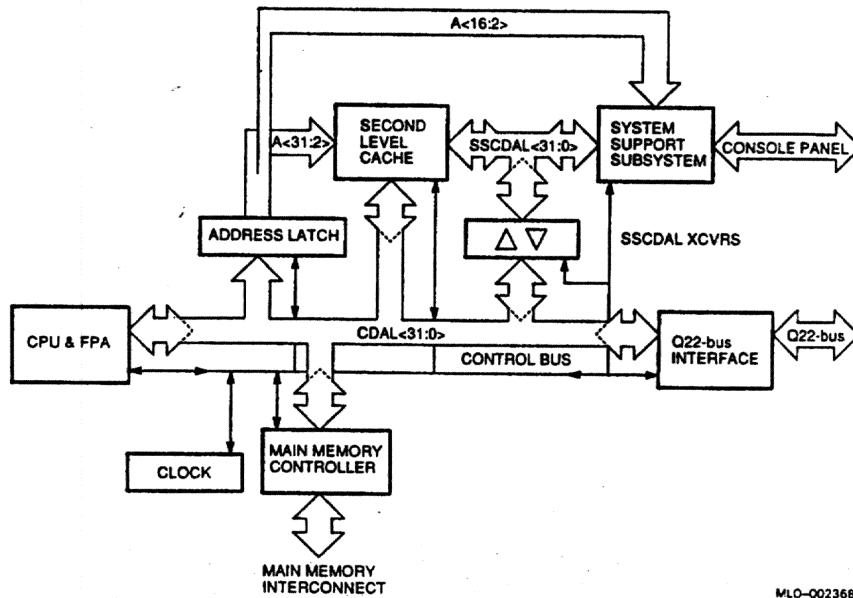 A<16:2>
SECOND
LEVEL
CACHE
A<31:2>
SSCDAL<31:0>
SYSTEM
SUPPORT
SUBSYSTEM
CONSOLE PANEL
ADDRESS LATCH
SSCDAL XCVRS
CPU & FPA
CDAL<31:0>
CONTROL BUS
Q22-bus
INTERFACE
Q22-bus
CLOCK
MAIN MEMORY
CONTROLLER
MAIN MEMORY
INTERCONNECT
MLO-002368